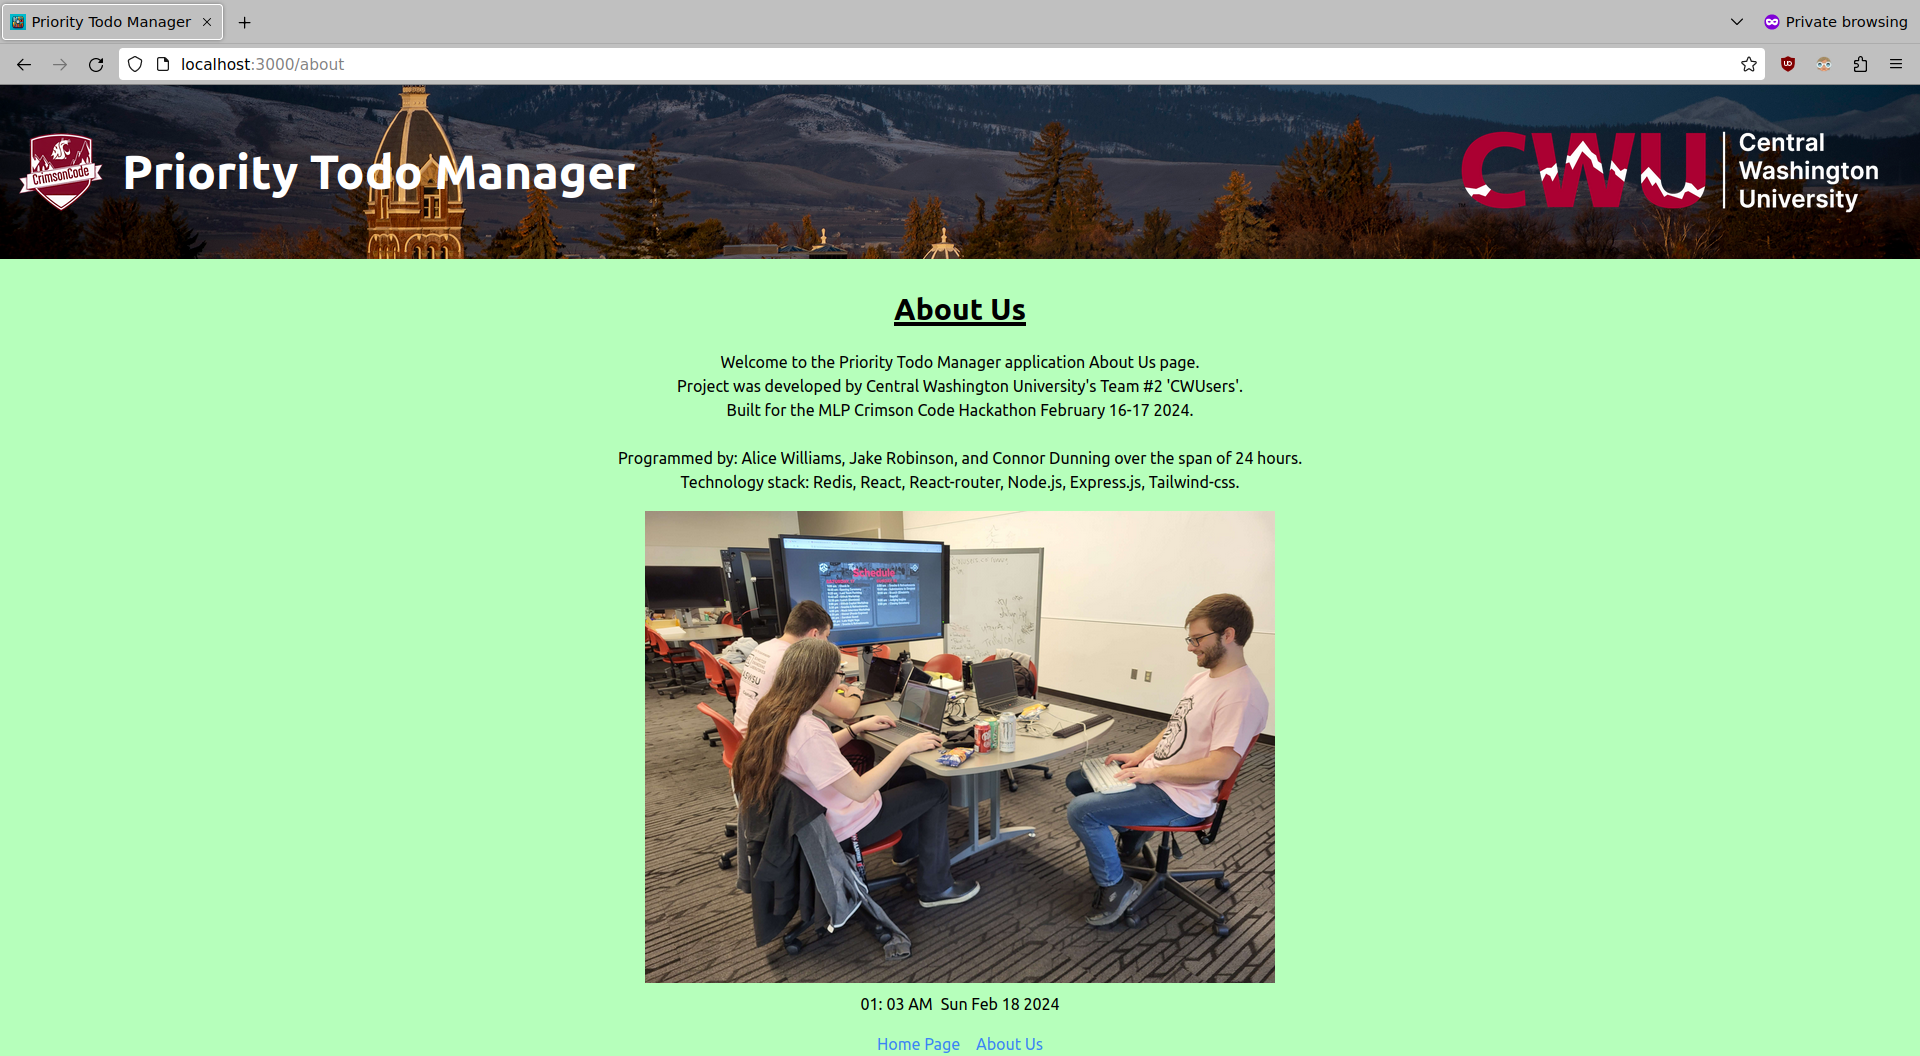 Priority Todo Manager
Private browsing
localhost:3000/about
CrimsonCode
Priority Todo Manager
CWU
Central
Washington
University
About Us
Welcome to the Priority Todo Manager application About Us page.
Project was developed by Central Washington University's Team #2 'CWUsers'.
Built for the MLP Crimson Code Hackathon February 16-17 2024.
Programmed by: Alice Williams, Jake Robinson, and Connor Dunning over the span of 24 hours.
Technology stack: Redis, React, React-router, Node.js, Express.js, Tailwind-css.
Schedule
01: 03 AM  Sun Feb 18 2024
Home Page
About Us